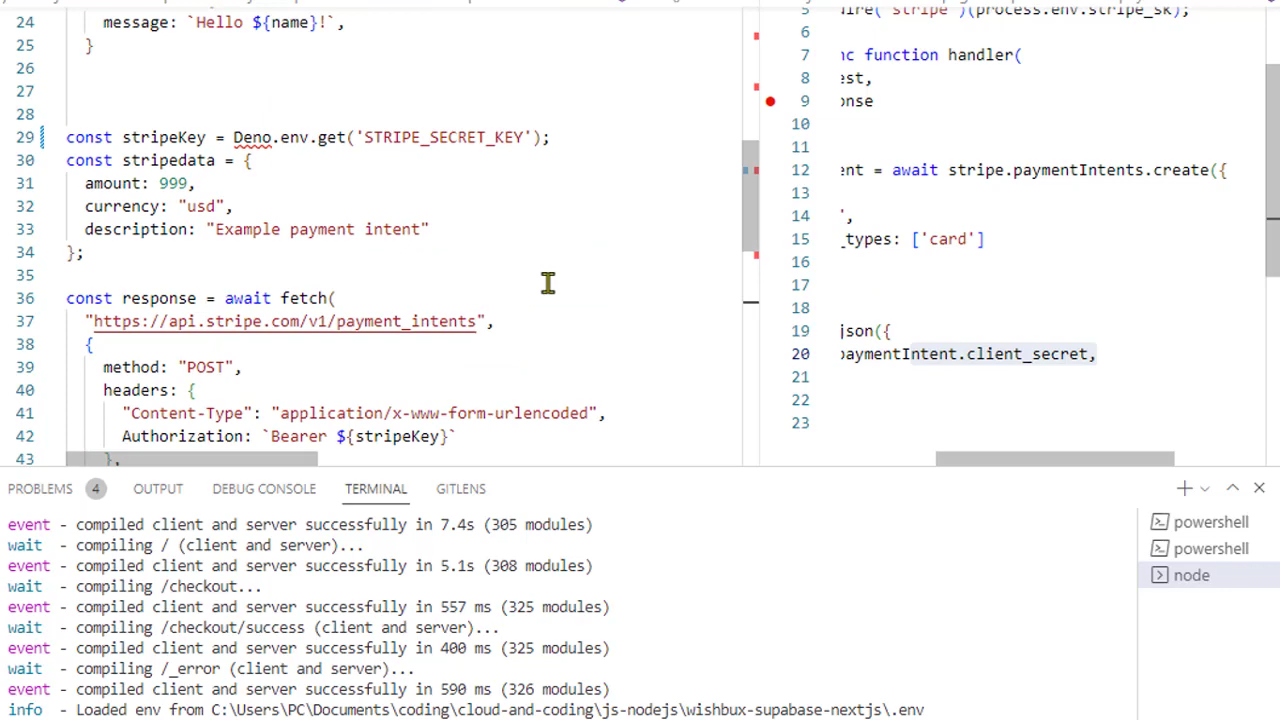 24 message: `Hello ${name}!`,
25 }
26
27
28
29 const stripeKey = Deno.env.get('STRIPE_SECRET_KEY');
30 const stripedata = {
31 amount: 999,
32 currency: "usd",
33 description: "Example payment intent"
34 };
35
36 const response = await fetch(
37 "https://api.stripe.com/v1/payment_intents",
38 {
39 method: "POST",
40 headers: {
41 "Content-Type": "application/x-www-form-urlencoded",
42 Authorization: `Bearer ${stripeKey}`
43 },
5 ire('stripe')(process.env.stripe_sk);
6
7 nc function handler(
8 est,
9 onse
10
11
12 ent = await stripe.paymentIntents.create({
13
14 ',
15 _types: ['card']
16
17
18
19 json({
20 paymentIntent.client_secret,
21
22
23
PROBLEMS 4 OUTPUT DEBUG CONSOLE TERMINAL GITLENS
event - compiled client and server successfully in 7.4s (305 modules)
wait - compiling / (client and server)...
event - compiled client and server successfully in 5.1s (308 modules)
wait - compiling /checkout...
event - compiled client and server successfully in 557 ms (325 modules)
wait - compiling /checkout/success (client and server)...
event - compiled client and server successfully in 400 ms (325 modules)
wait - compiling /_error (client and server)...
event - compiled client and server successfully in 590 ms (326 modules)
info - Loaded env from C:\Users\PC\Documents\coding\cloud-and-coding\js-nodejs\wishbux-supabase-nextjs\.env
powershell
powershell
node